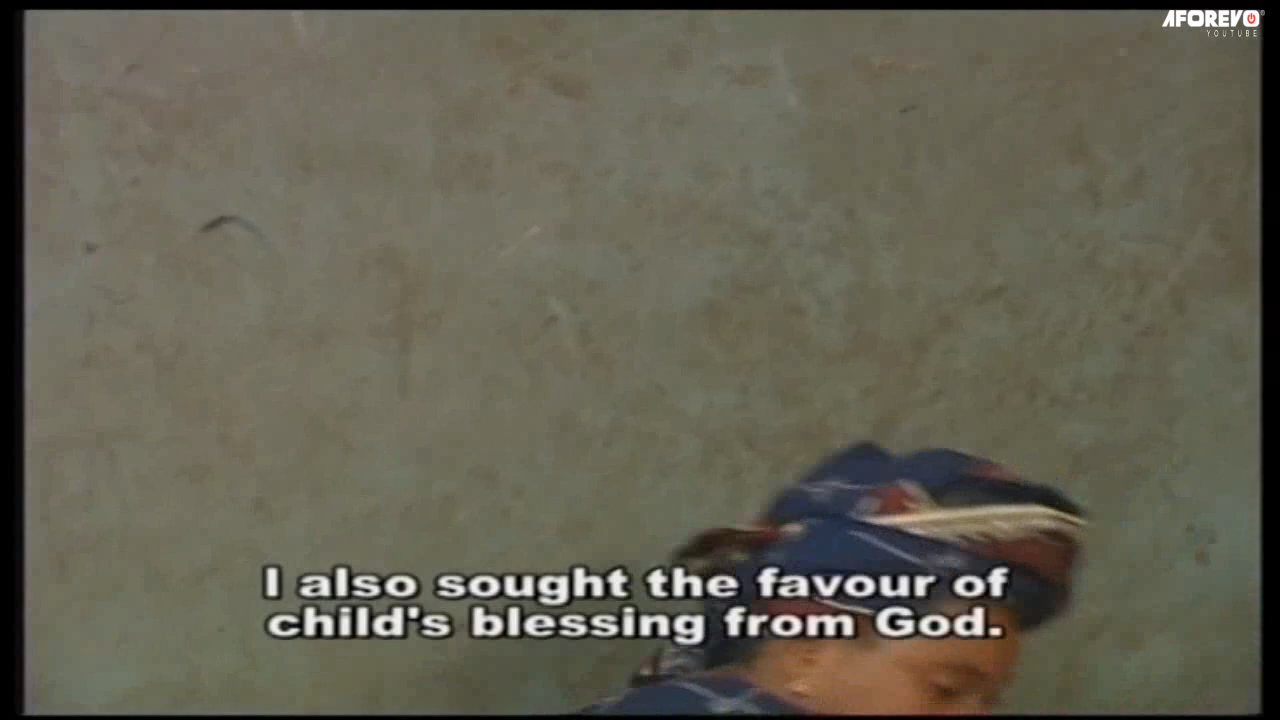 AFOREVO
YOUTUBE
I also sought the favour of
child's blessing from God.